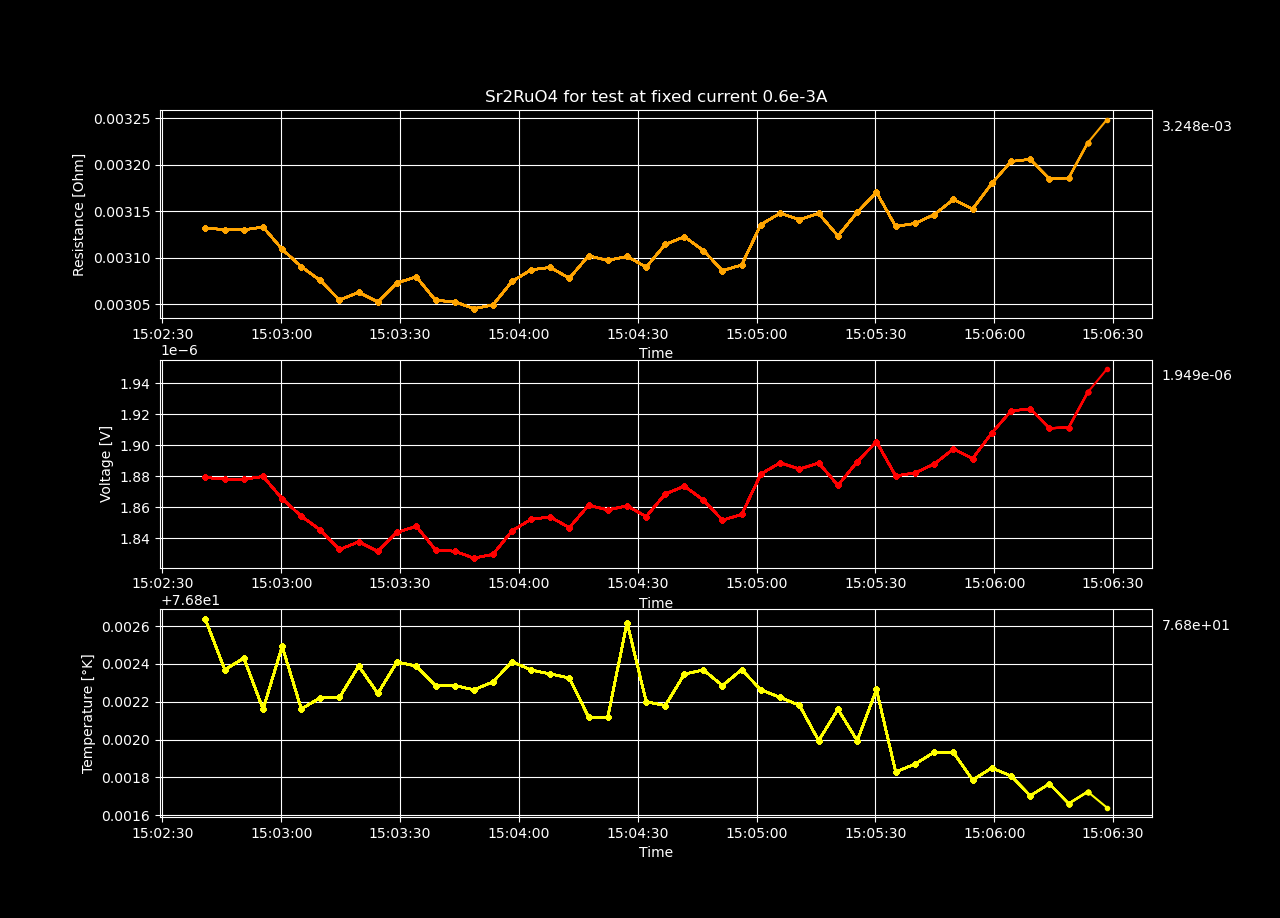 Sr2RuO4 for test at fixed current 0.6e-3A
Resistance [Ohm]
0.00325
0.00320
0.00315
0.00310
0.00305
3.248e-03
15:02:30 15:03:00 15:03:30 15:04:00 15:04:30 15:05:00 15:05:30 15:06:00 15:06:30
Time
1e−6
Voltage [V]
1.94
1.92
1.90
1.88
1.86
1.84
1.949e-06
15:02:30 15:03:00 15:03:30 15:04:00 15:04:30 15:05:00 15:05:30 15:06:00 15:06:30
Time
+7.68e1
Temperature [°K]
0.0026
0.0024
0.0022
0.0020
0.0018
0.0016
7.68e+01
15:02:30 15:03:00 15:03:30 15:04:00 15:04:30 15:05:00 15:05:30 15:06:00 15:06:30
Time